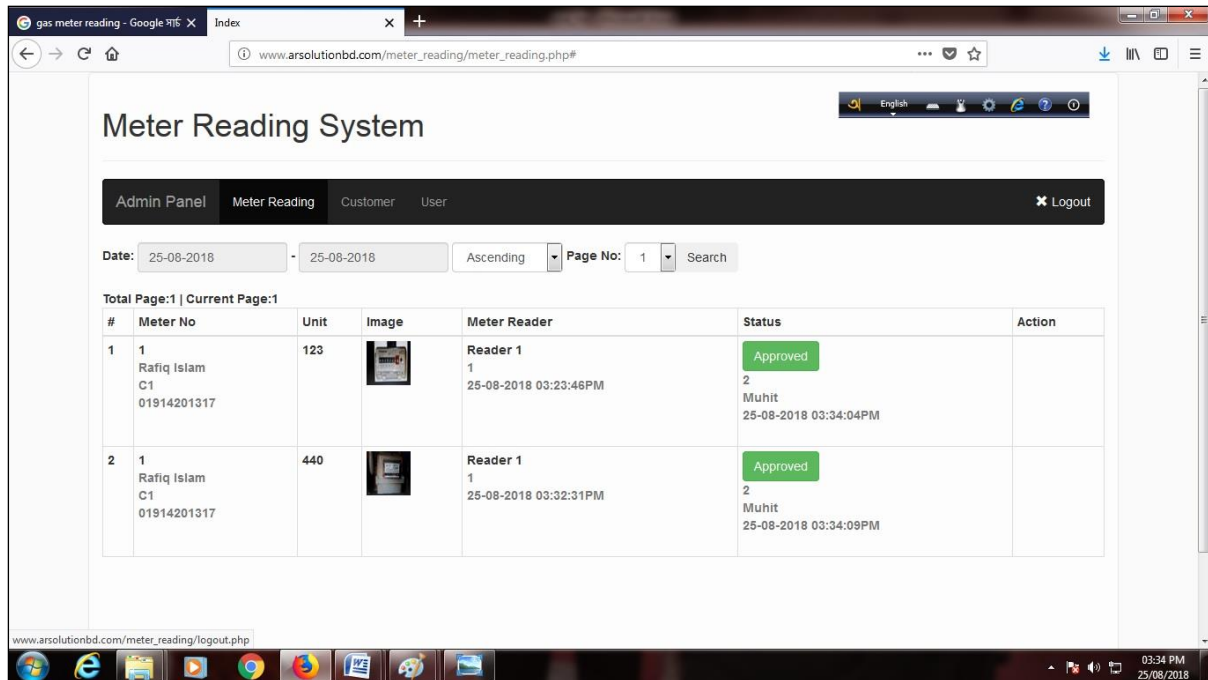 gas meter reading - Google সার্চ
Index
www.arsolutionbd.com/meter_reading/meter_reading.php#
Meter Reading System
English
Admin Panel Meter Reading Customer User Logout
Date: 25-08-2018 - 25-08-2018 Ascending Page No: 1 Search
Total Page:1 | Current Page:1
# Meter No Unit Image Meter Reader Status Action
1 1 123 Reader 1 Approved
Rafiq Islam 1 2
C1 25-08-2018 03:23:46PM Muhit
01914201317 25-08-2018 03:34:04PM
2 1 440 Reader 1 Approved
Rafiq Islam 1 2
C1 25-08-2018 03:32:31PM Muhit
01914201317 25-08-2018 03:34:09PM
www.arsolutionbd.com/meter_reading/logout.php
03:34 PM
25/08/2018